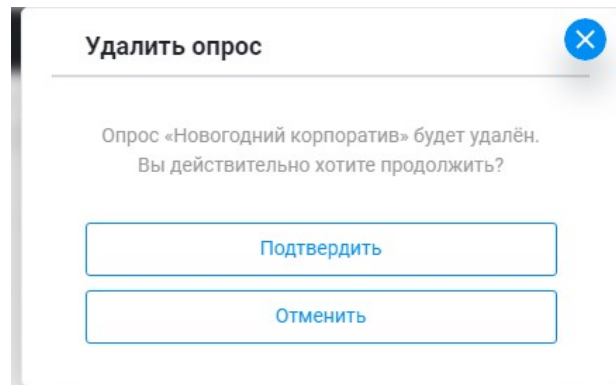 Удалить опрос
Опрос «Новогодний корпоратив» будет удалён.
Вы действительно хотите продолжить?
Подтвердить
Отменить